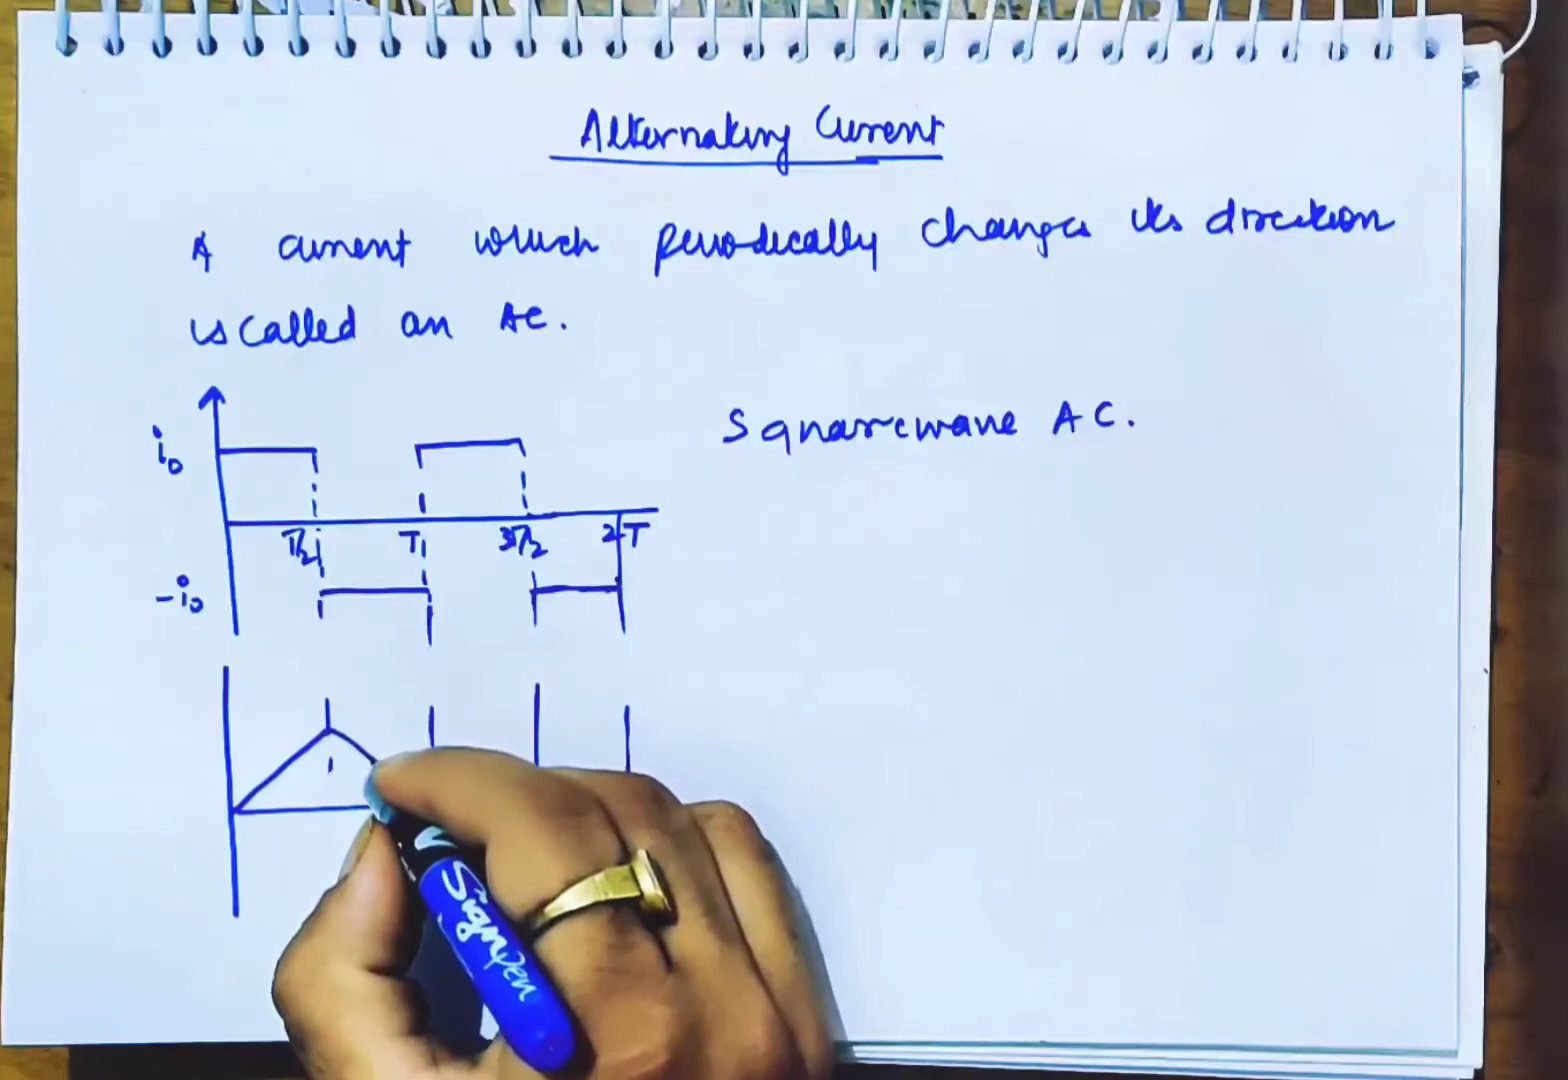 Alternating Current
A current which periodically changes its direction
is called an AC.
i₀
Squarewave AC.
T/2 T 3T/2 2T
-i₀
Signpen